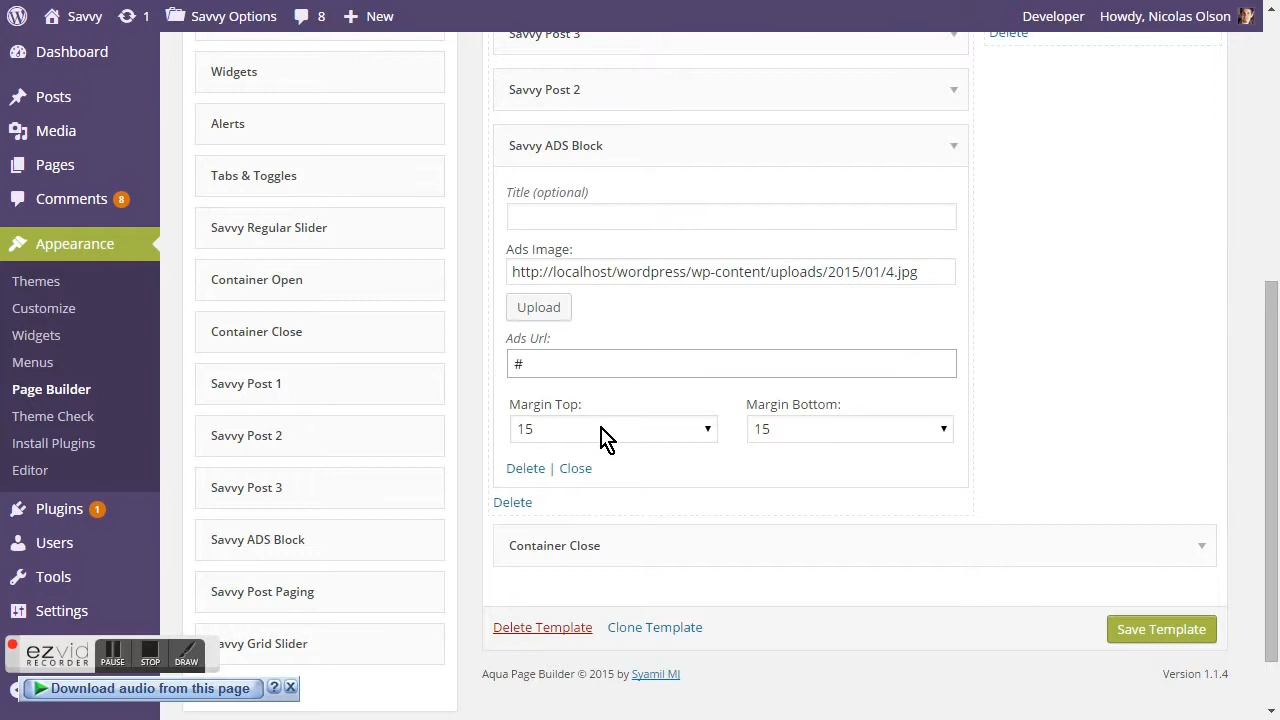 Savvy 1 Savvy Options 8 New Developer Howdy, Nicolas Olson
Dashboard
Posts
Media
Pages
Comments 8
Appearance
Themes
Customize
Widgets
Menus
Page Builder
Theme Check
Install Plugins
Editor
Plugins 1
Users
Tools
Settings
Widgets
Alerts
Tabs & Toggles
Savvy Regular Slider
Container Open
Container Close
Savvy Post 1
Savvy Post 2
Savvy Post 3
Savvy ADS Block
Savvy Post Paging
Savvy Grid Slider
Savvy Post 3
Delete
Savvy Post 2
Savvy ADS Block
Title (optional)
Ads Image:
http://localhost/wordpress/wp-content/uploads/2015/01/4.jpg
Upload
Ads Url:
#
Margin Top: Margin Bottom:
15 15
Delete | Close
Delete
Container Close
Delete Template Clone Template Save Template
Aqua Page Builder © 2015 by Syamil MJ Version 1.1.4
ezvid
RECORDER
PAUSE STOP DRAW
Download audio from this page ? X